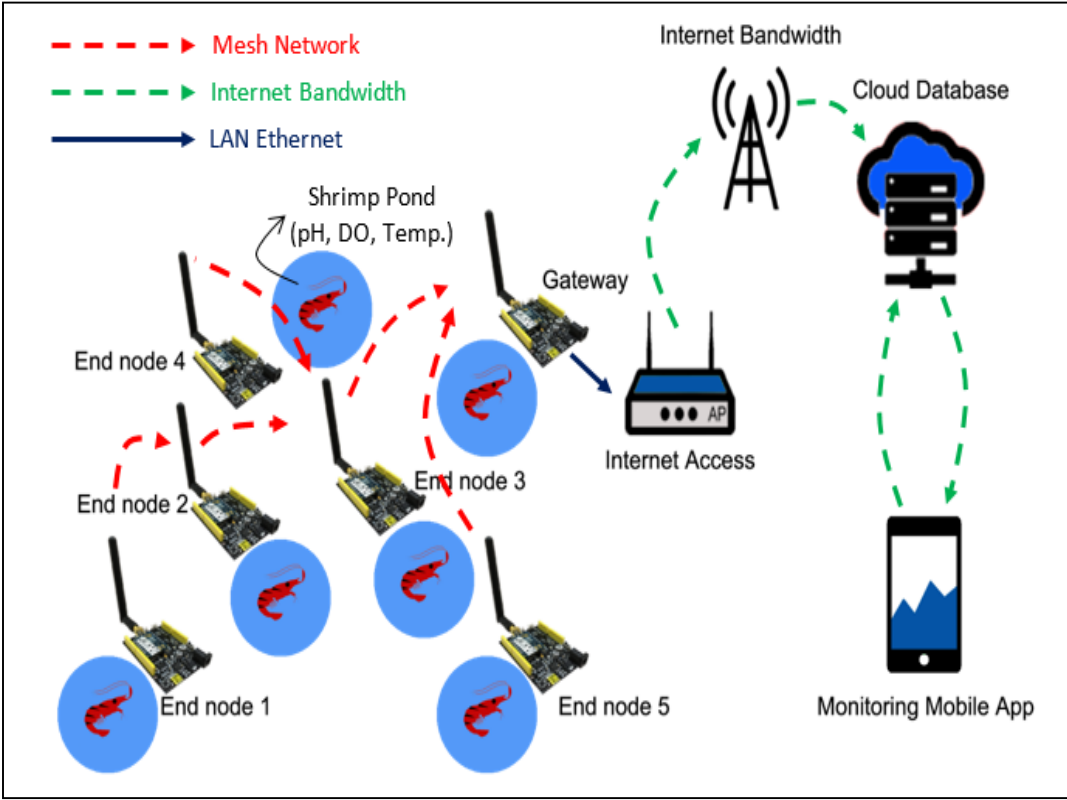 Mesh Network
Internet Bandwidth
LAN Ethernet
Internet Bandwidth
Cloud Database
Shrimp Pond
(pH, DO, Temp.)
Gateway
End node 4
AP
Internet Access
End node 3
End node 2
End node 1
End node 5
Monitoring Mobile App